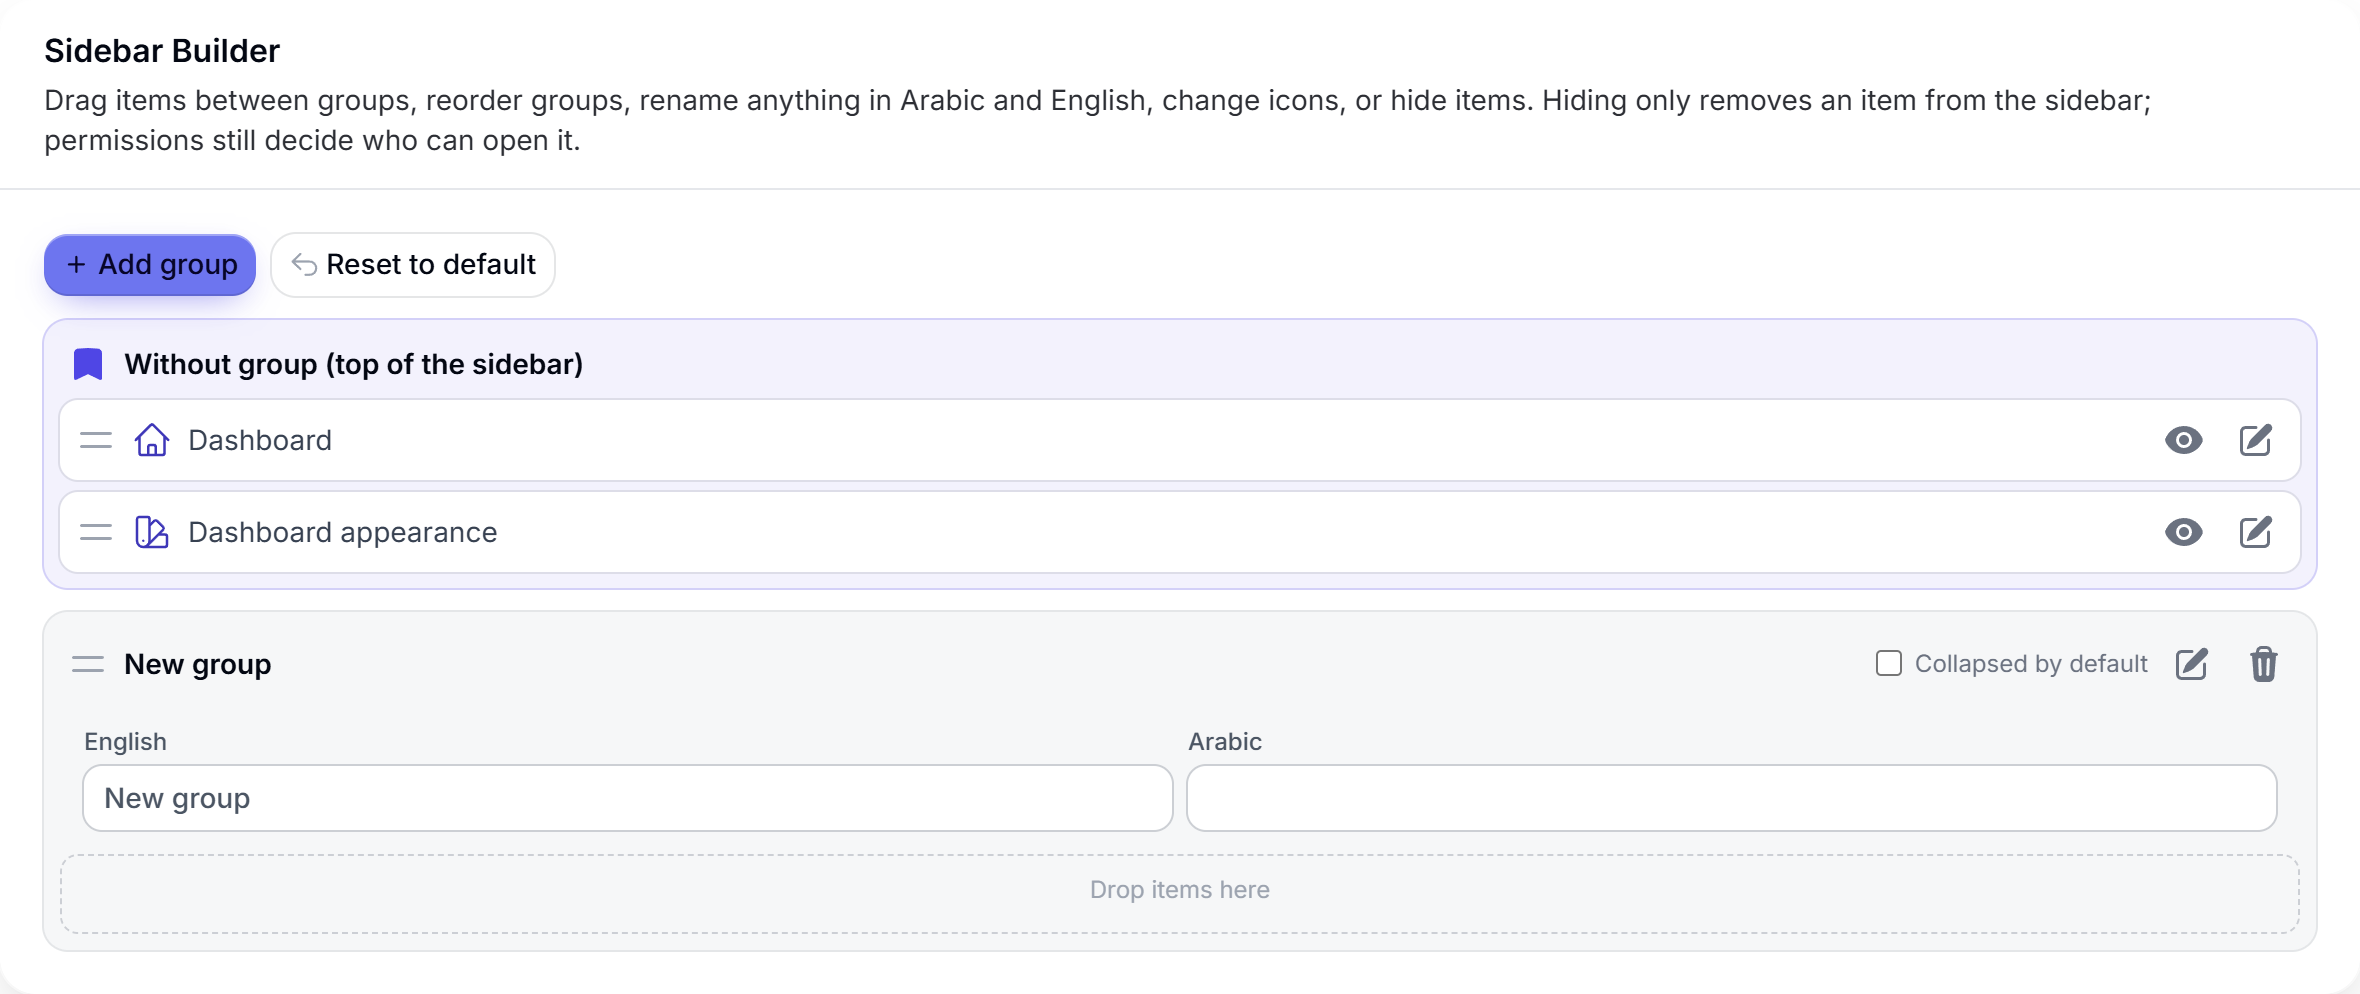 Sidebar Builder
Drag items between groups, reorder groups, rename anything in Arabic and English, change icons, or hide items. Hiding only removes an item from the sidebar;
permissions still decide who can open it.
+ Add group
Reset to default
Without group (top of the sidebar)
Dashboard
Dashboard appearance
New group
Collapsed by default
English
Arabic
New group
Drop items here